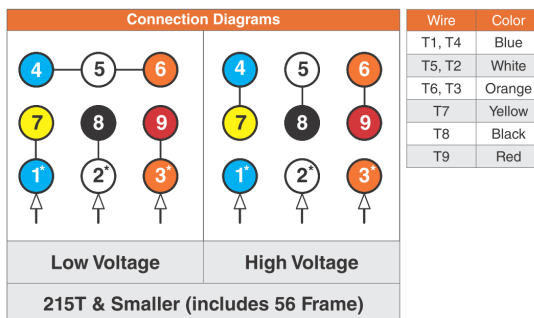 Connection Diagrams
4 5 6
7 8 9
1* 2* 3*
4 5 6
7 8 9
1* 2* 3*
Low Voltage
High Voltage
215T & Smaller (includes 56 Frame)
Wire Color
T1, T4 Blue
T5, T2 White
T6, T3 Orange
T7 Yellow
T8 Black
T9 Red